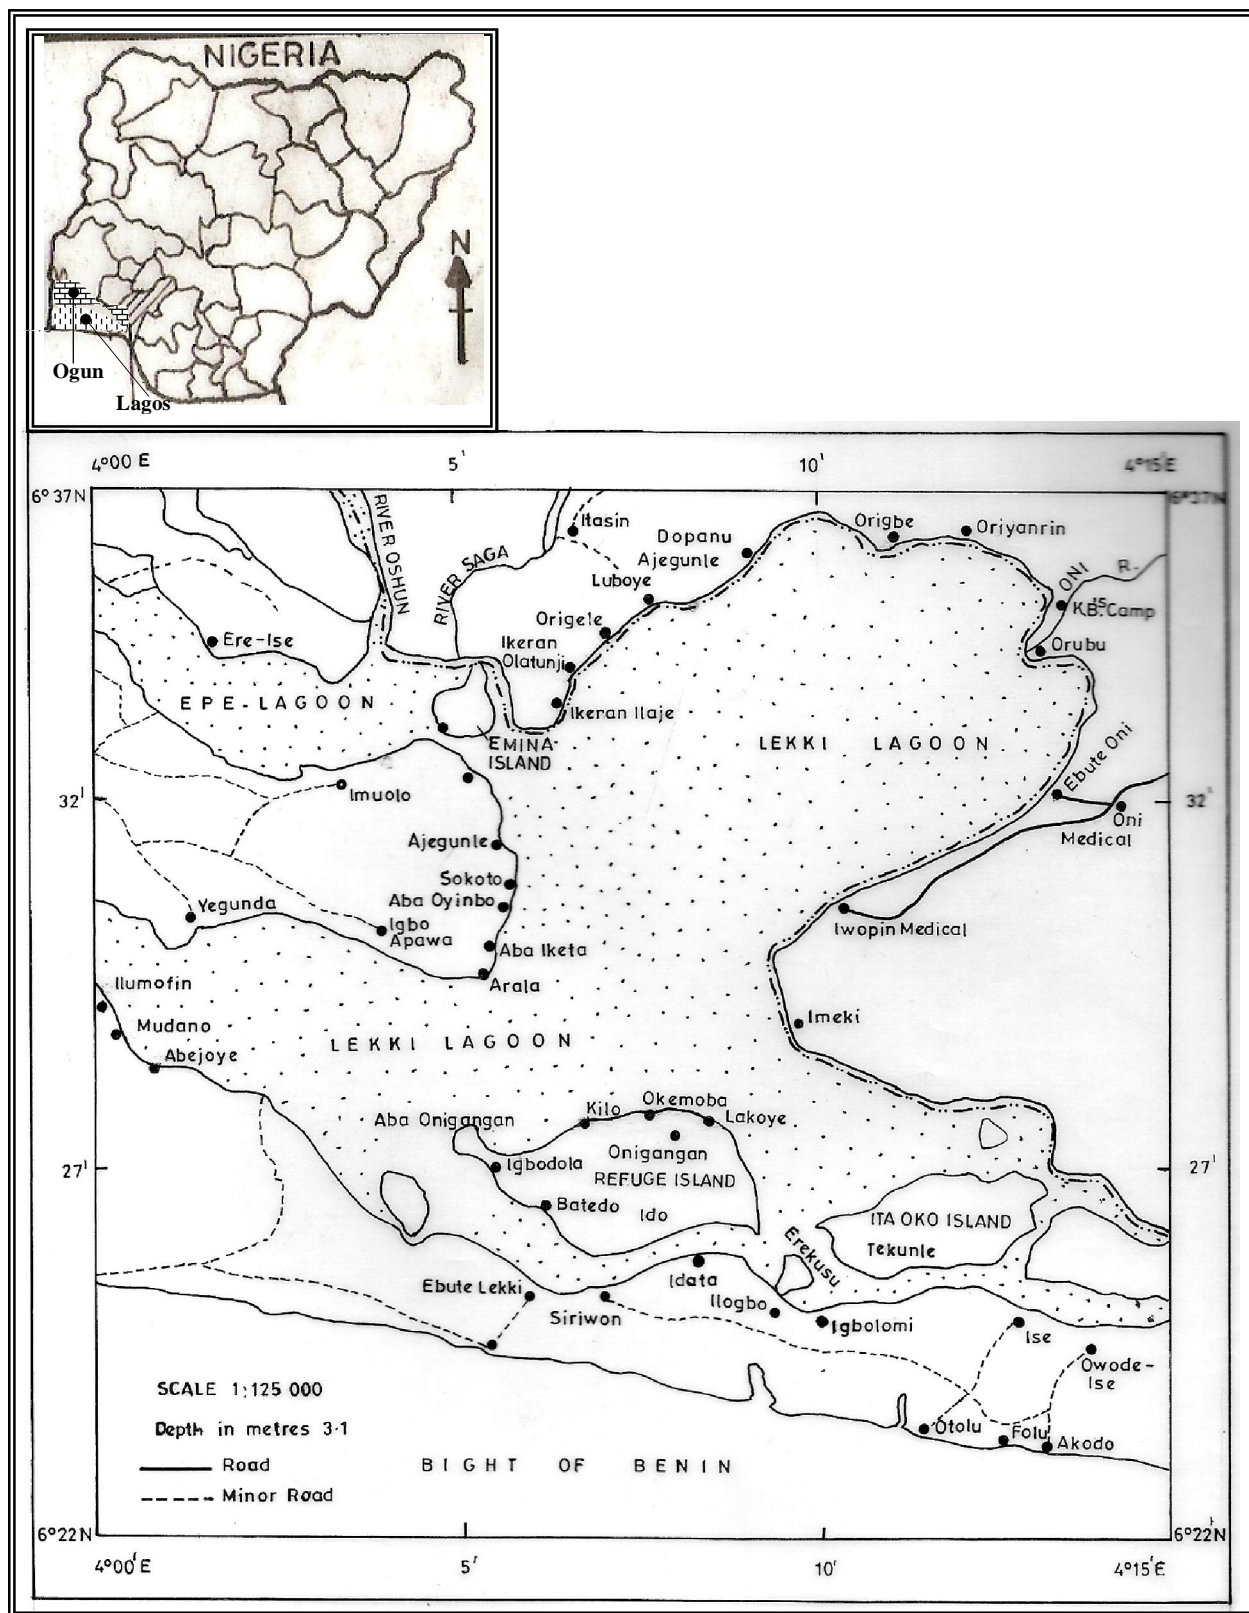 NIGERIA
N
Ogun
Lagos
4°00 E
5'
10'
4°15'E
6° 37N
6°37N
RIVER OSHUN
RIVER SAGA
Itasin
Luboye
Dopanu
Ajegunle
Origbe
Oriyanrin
ONI R.
K.B. Camp
Orubu
Origele
Ikeran
Olatunji
Ikeran Ilaje
Ere-Ise
EPE-LAGOON
EMINA
ISLAND
LEKKI LAGOON
Ebute Oni
32'
32'
Imuolo
Oni
Medical
Ajegunle
Sokoto
Aba Oyinbo
Yegunda
Igbo
Apawa
Iwopin Medical
Aba Iketa
Arala
Ilumofin
Mudano
Abejoye
LEKKI LAGOON
Imeki
Aba Onigangan
Kilo
Okemoba
Lakoye
Onigangan
Igbodola
REFUGE ISLAND
27'
27'
Batedo
Ido
ITA OKO ISLAND
Tekunle
Erekusu
Idata
Ebute Lekki
Siriwon
Ilogbo
Igbolomi
Ise
Owode-
Ise
SCALE 1:125 000
Depth in metres 3·1
Road
Minor Road
Otolu
Folu
Akodo
BIGHT OF BENIN
6°22N
6°22'N
4°00'E
5'
10'
4°15'E